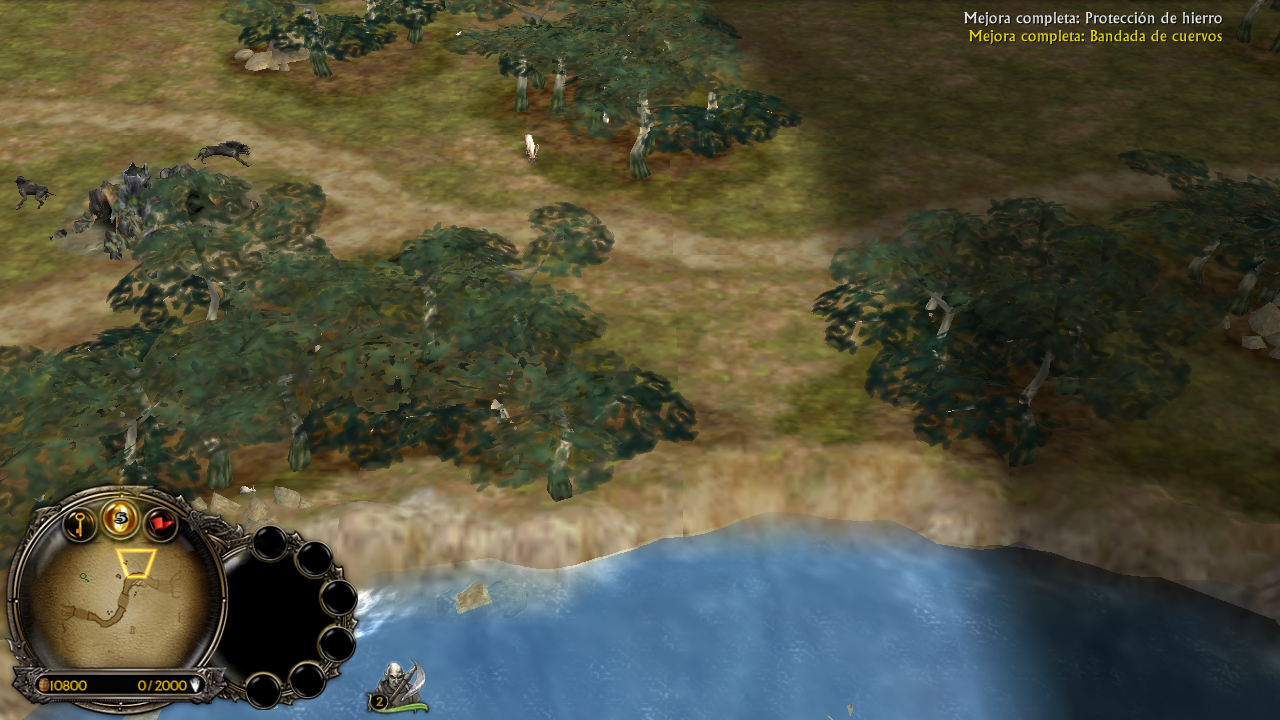 Mejora completa: Protección de hierro
Mejora completa: Bandada de cuervos
10800
0/2000
2